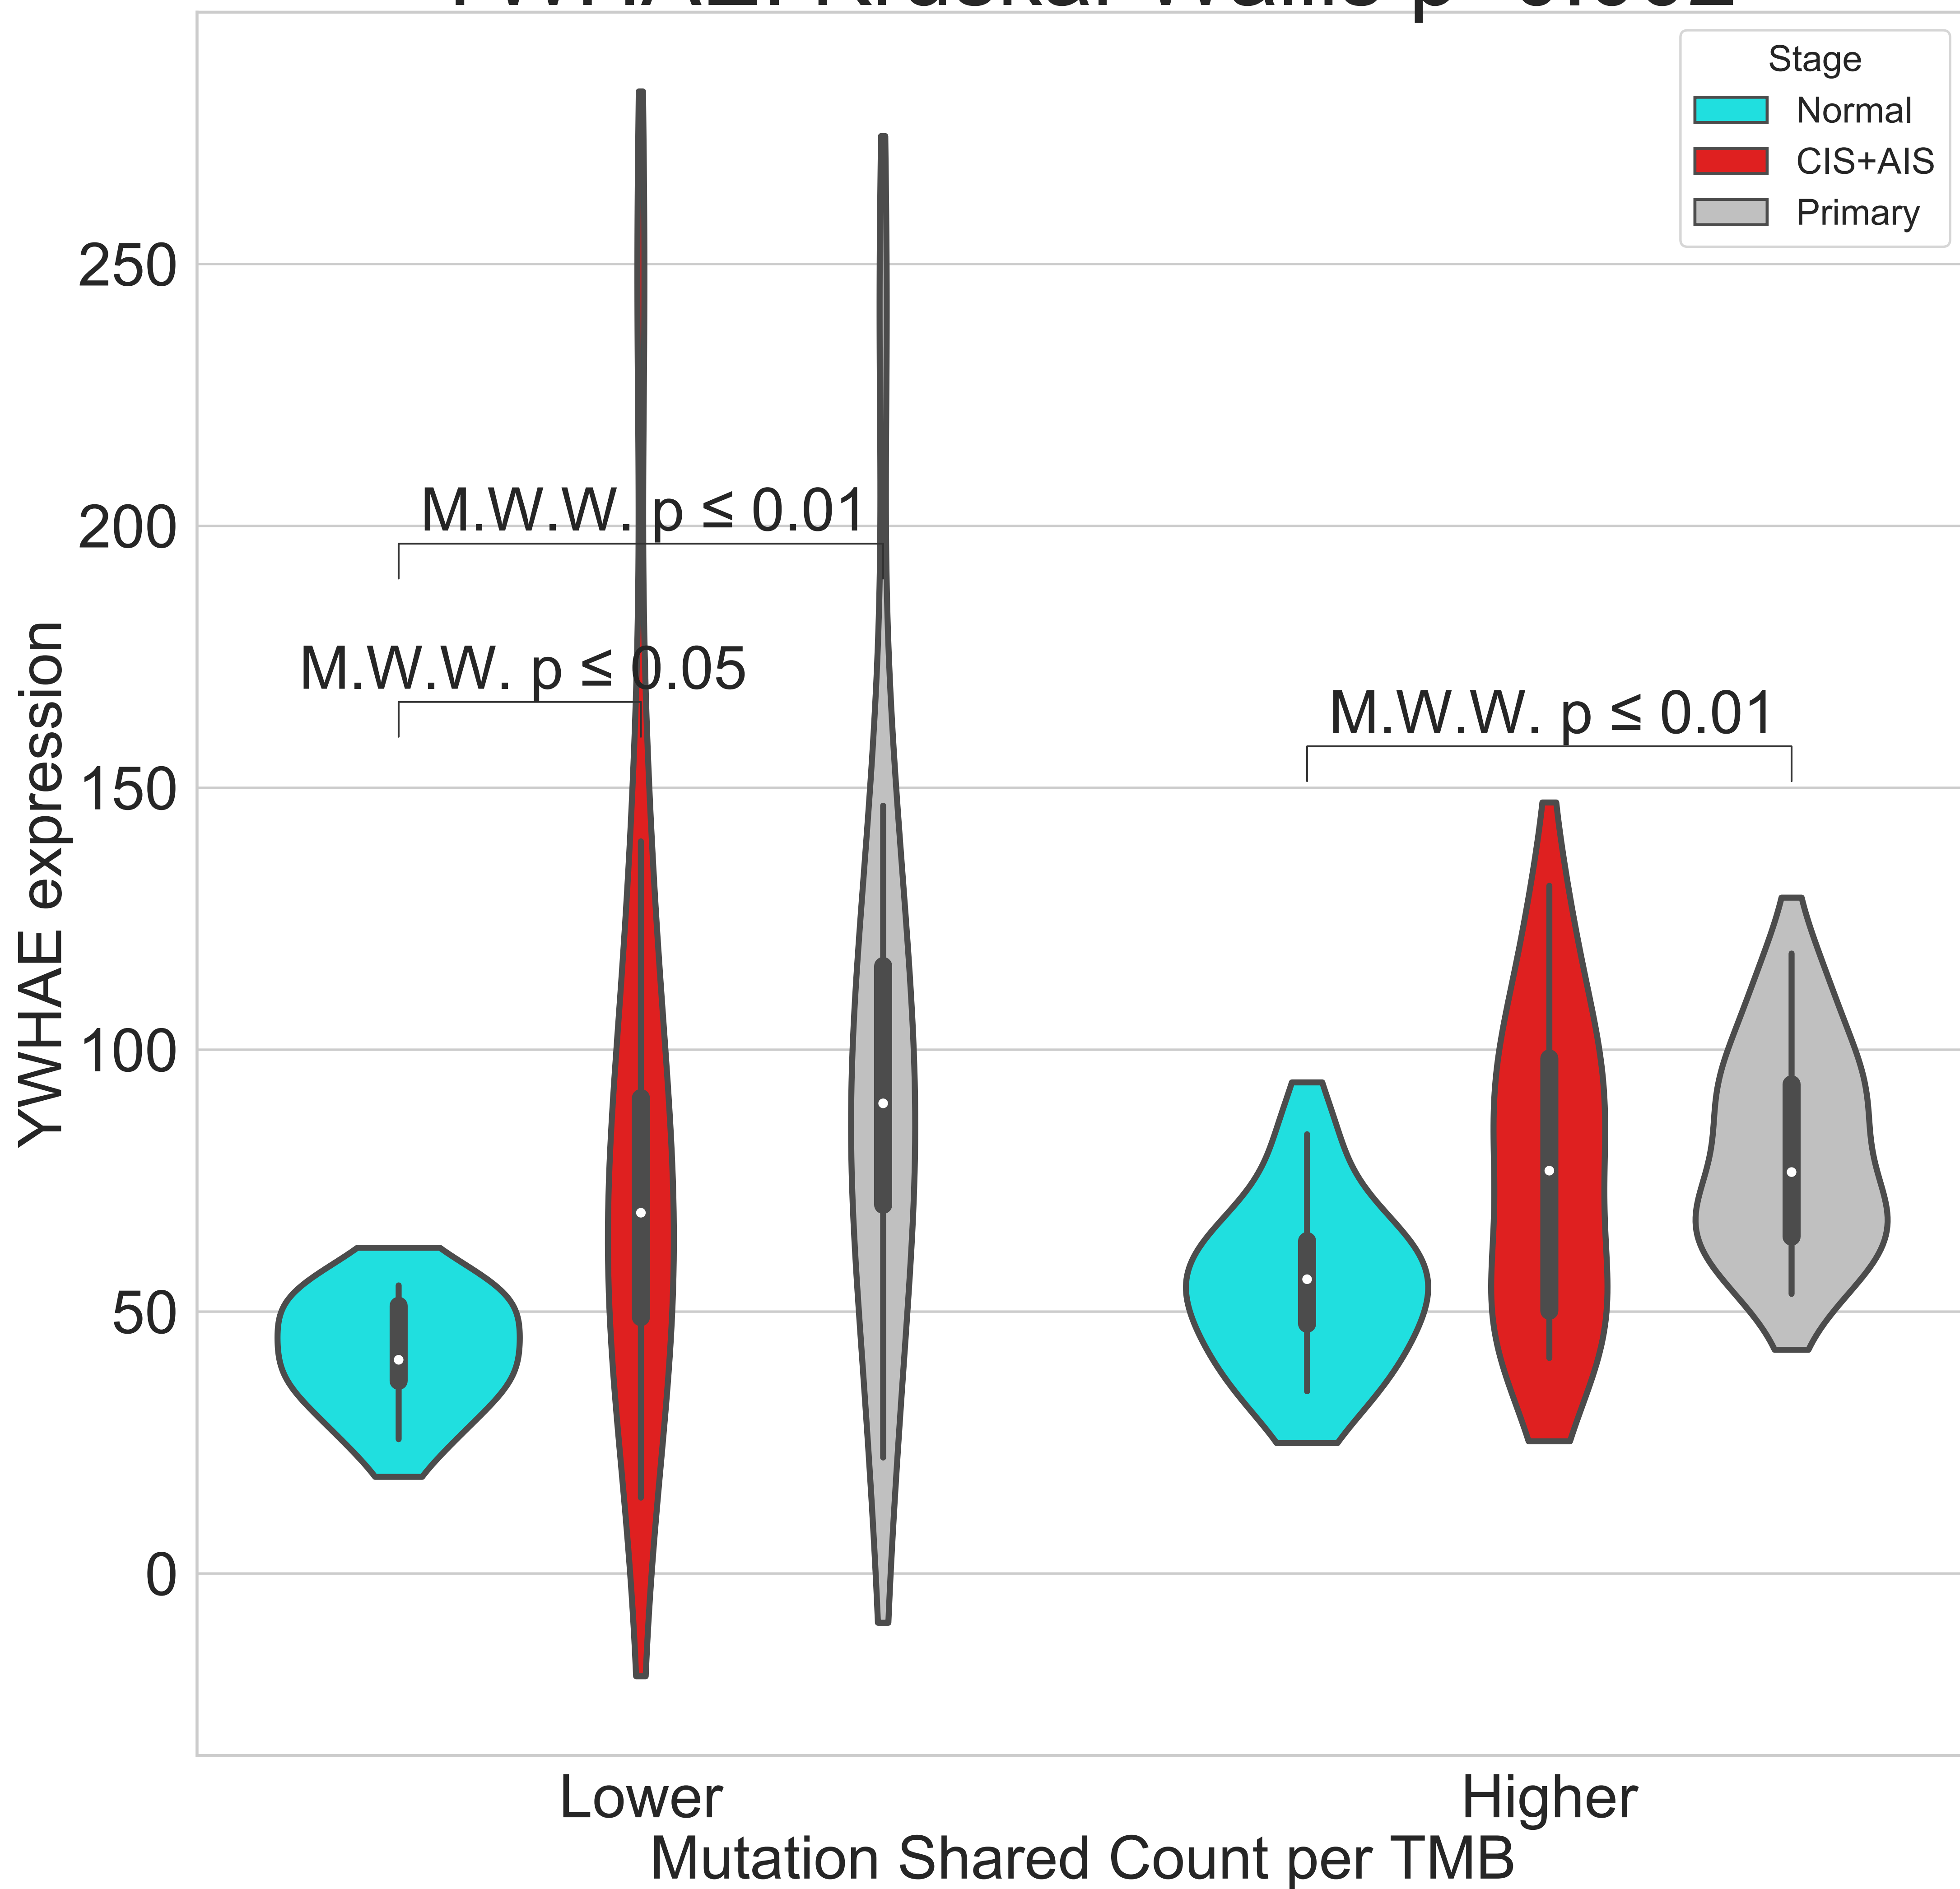 Stage
Normal
CIS+AIS
Primary
250
200
150
100
50
0
YWHAE expression
M.W.W. p ≤ 0.01
M.W.W. p ≤ 0.05
M.W.W. p ≤ 0.01
Lower
Higher
Mutation Shared Count per TMB